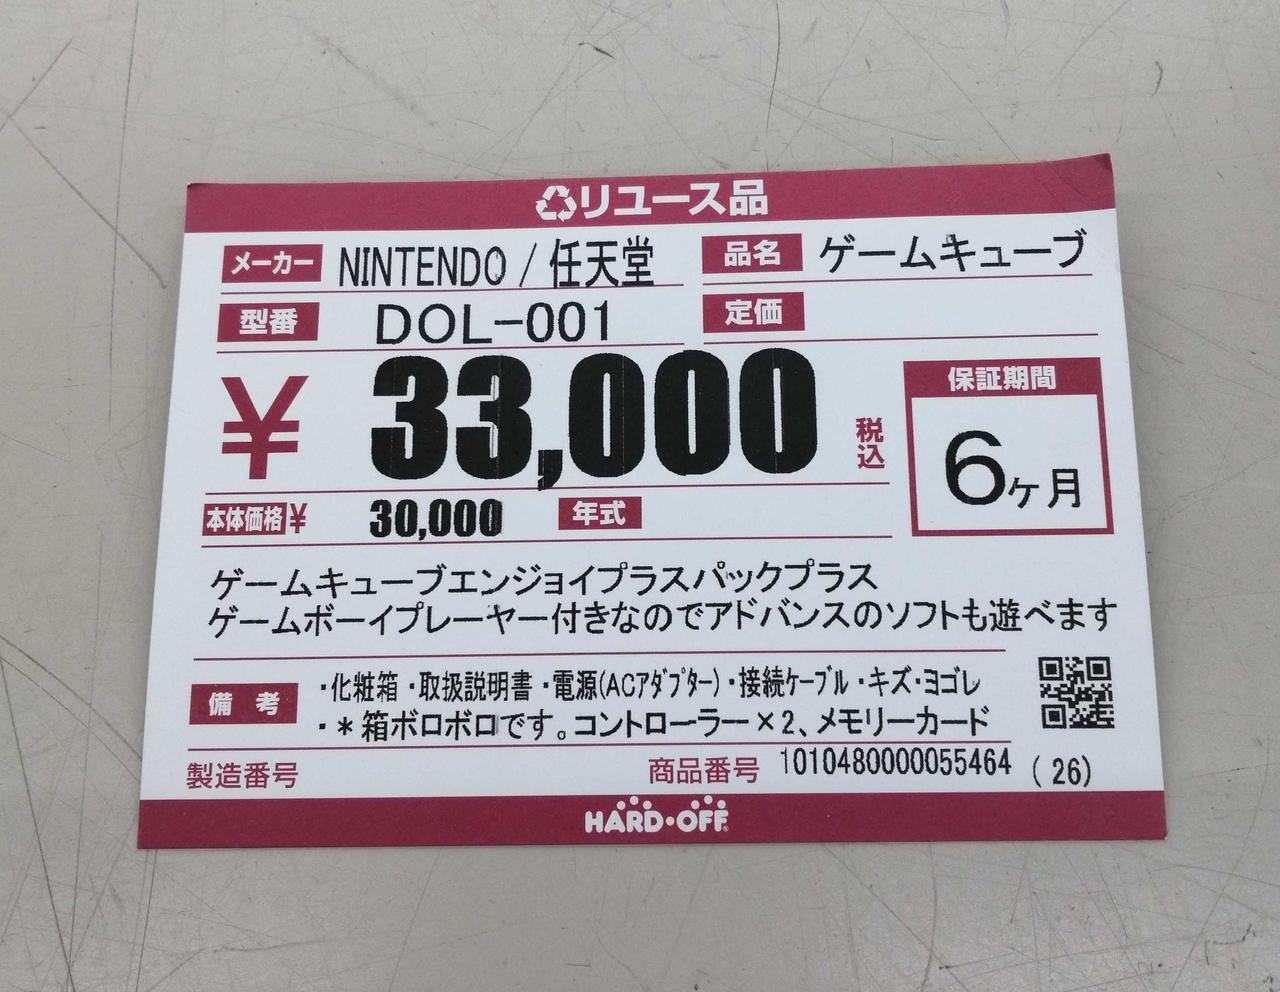 リユース品
メーカー NINTENDO / 任天堂 品名 ゲームキューブ
型番 DOL-001 定価
¥ 33,000 税込
保証期間
6ヶ月
本体価格¥ 30,000 年式
ゲームキューブエンジョイプラスパックプラス
ゲームボーイプレーヤー付きなのでアドバンスのソフトも遊べます
備考 ・化粧箱・取扱説明書・電源(ACアダプター)・接続ケーブル・キズ・ヨゴレ
・＊箱ボロボロです。コントローラー×2、メモリーカード
製造番号 商品番号 1010480000055464 (26)
HARD・OFF